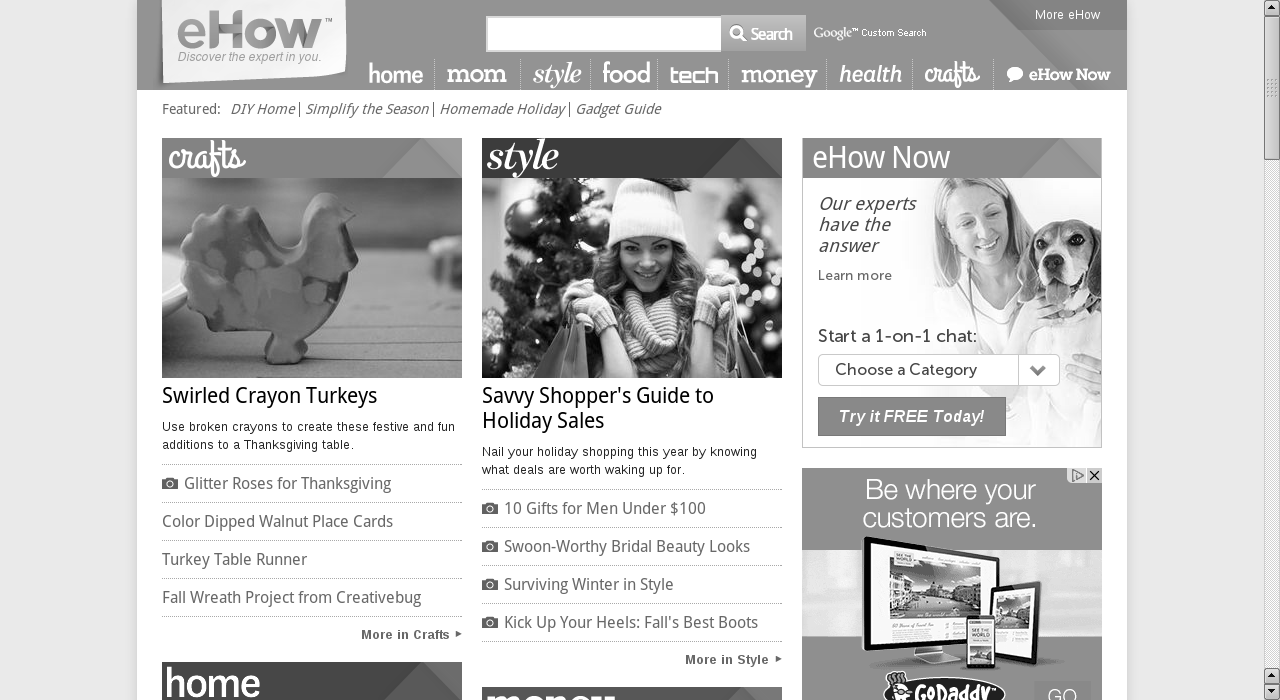 eHow™
Discover the expert in you.
Search
Google™ Custom Search
More eHow
home
mom
style
food
tech
money
health
crafts
eHow Now
Featured: DIY Home | Simplify the Season | Homemade Holiday | Gadget Guide
crafts
Swirled Crayon Turkeys
Use broken crayons to create these festive and fun
additions to a Thanksgiving table.
Glitter Roses for Thanksgiving
Color Dipped Walnut Place Cards
Turkey Table Runner
Fall Wreath Project from Creativebug
More in Crafts
home
style
Savvy Shopper's Guide to
Holiday Sales
Nail your holiday shopping this year by knowing
what deals are worth waking up for.
10 Gifts for Men Under $100
Swoon-Worthy Bridal Beauty Looks
Surviving Winter in Style
Kick Up Your Heels: Fall's Best Boots
More in Style
money
eHow Now
Our experts
have the
answer
Learn more
Start a 1-on-1 chat:
Choose a Category
Try it FREE Today!
Be where your
customers are.
SEE THE
WORLD
GoDaddy™
GO